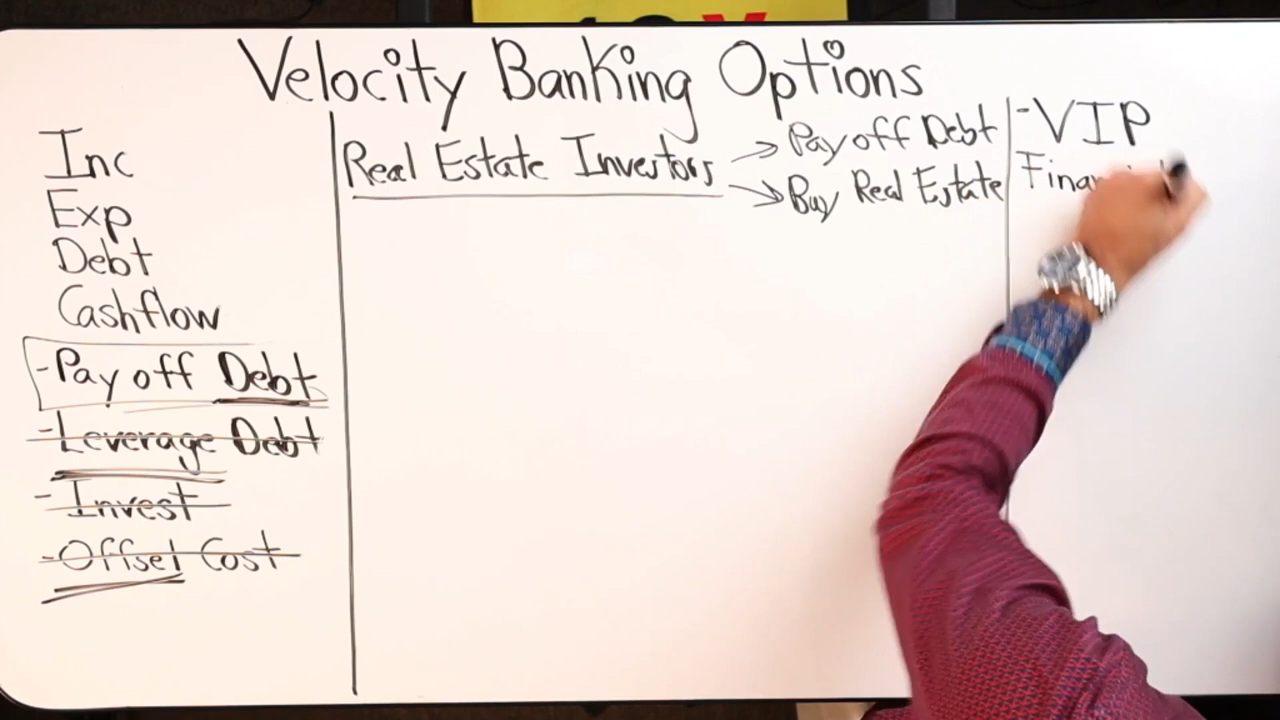 Velocity Banking Options
Inc
Exp
Debt
Cashflow
-Pay off Debt
-Leverage Debt
-Invest
-Offset Cost
Real Estate Investors
Pay off Debt
Buy Real Estate
-VIP